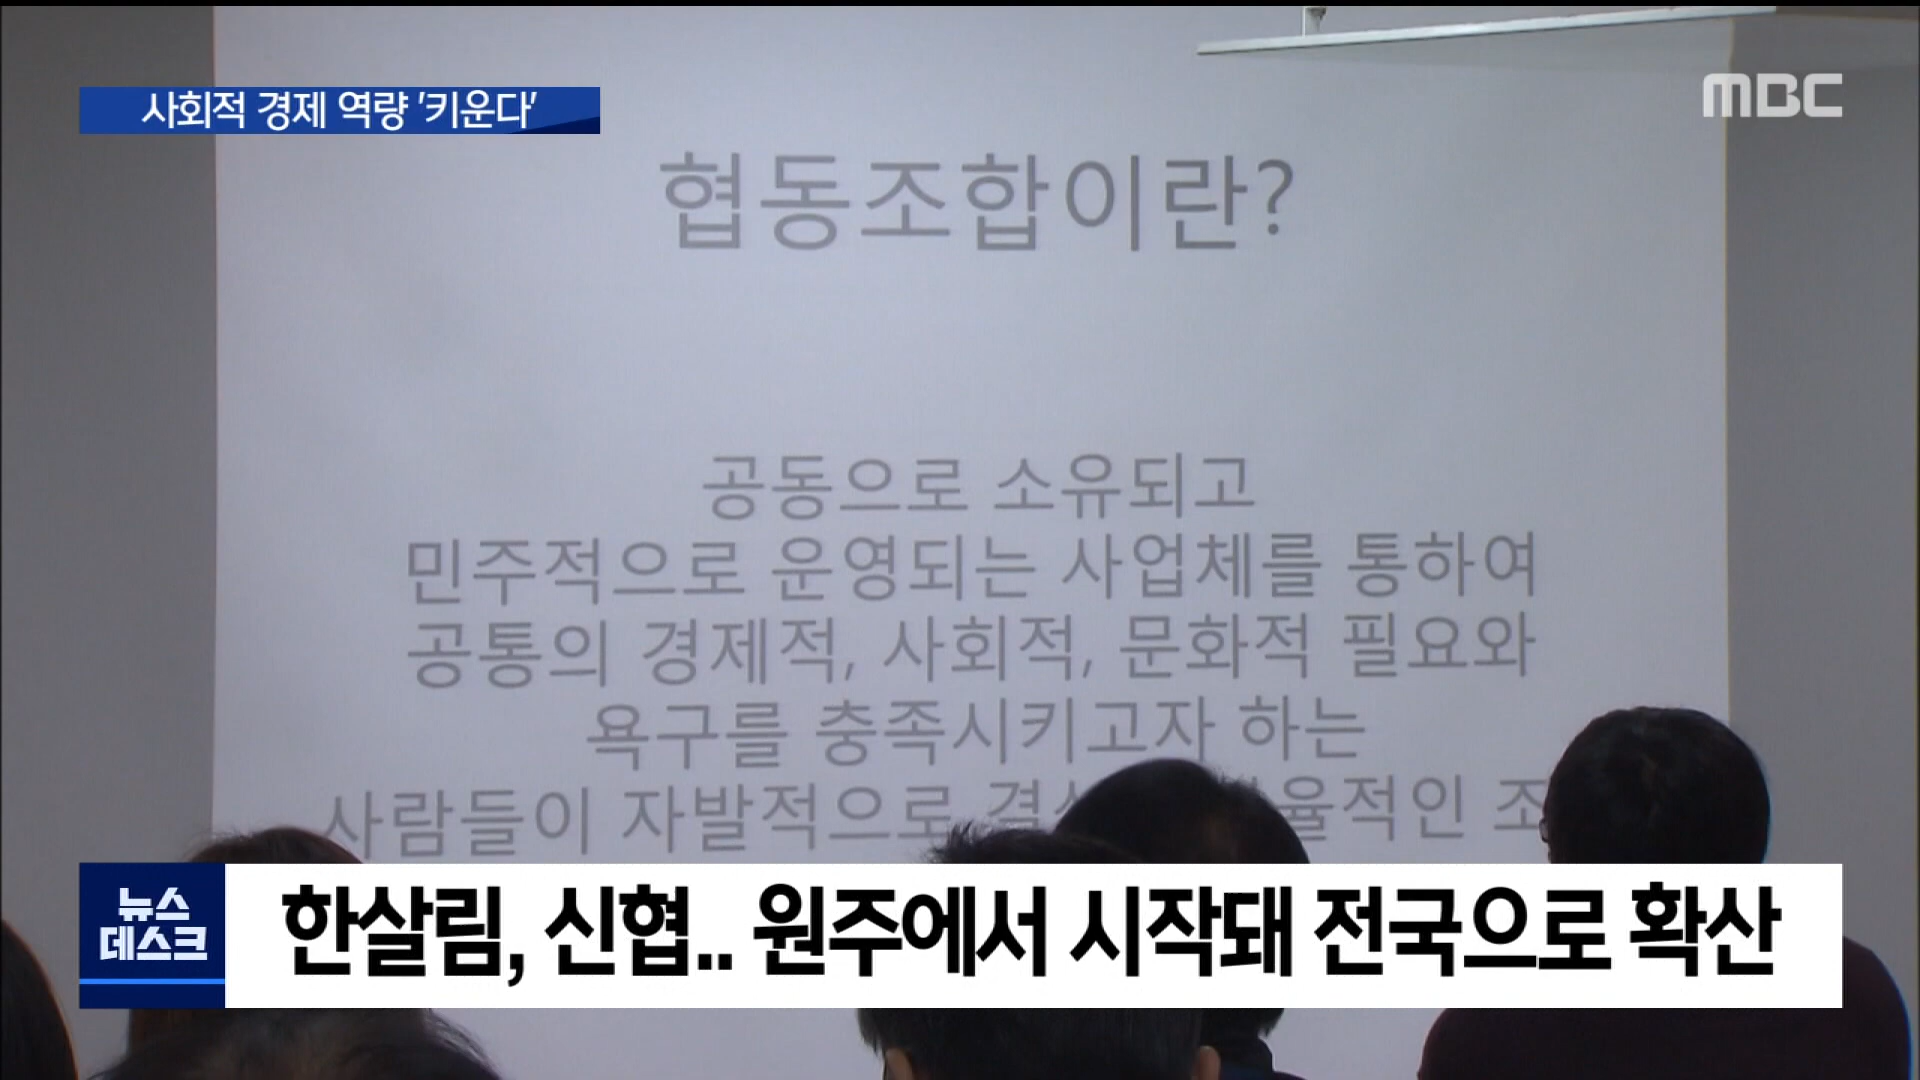 사회적 경제 역량 '키운다'
MBC
협동조합이란?
공동으로 소유되고
민주적으로 운영되는 사업체를 통하여
공통의 경제적, 사회적, 문화적 필요와
욕구를 충족시키고자 하는
사람들이 자발적으로
뉴스
데스크
한살림, 신협.. 원주에서 시작돼 전국으로 확산